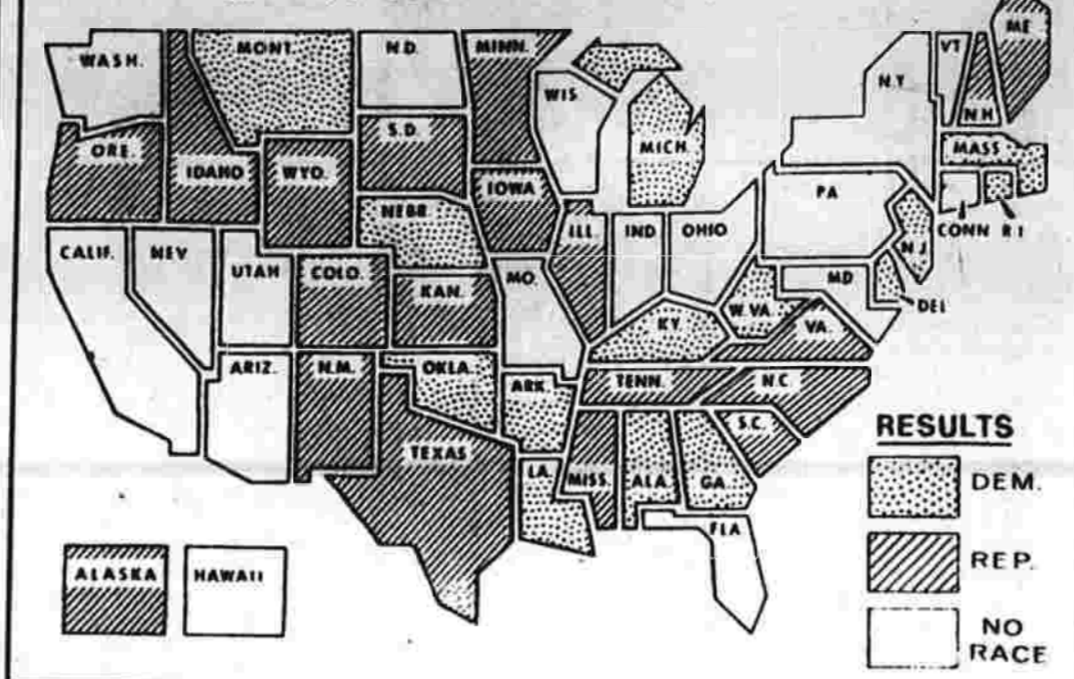 WASH.
MONT.
N.D.
MINN.
ME
VT
N.Y.
N H
WIS.
ORE.
IDAHO
WYO.
S.D.
MICH.
MASS
IOWA
PA
NEBR.
ILL.
IND
OHIO
N.J.
CONN R I
CALIF.
NEV
UTAH
COLO.
KAN.
MO.
MD
DEL
W. VA.
VA.
KY.
ARIZ.
N.M.
OKLA.
ARK.
TENN.
N.C.
S.C.
TEXAS
LA.
MISS.
ALA.
GA.
FLA
ALASKA
HAWAII
RESULTS
DEM.
REP.
NO
RACE